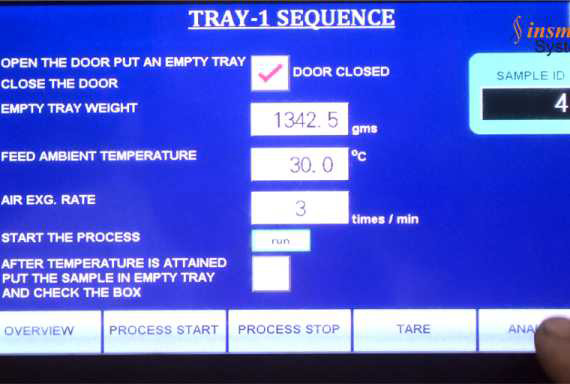 TRAY-1 SEQUENCE
insm
Syst
OPEN THE DOOR PUT AN EMPTY TRAY
CLOSE THE DOOR
DOOR CLOSED
SAMPLE ID
4
EMPTY TRAY WEIGHT
1342.5 gms
FEED AMBIENT TEMPERATURE
30.0 ºC
AIR EXG. RATE
3 times / min
START THE PROCESS
run
AFTER TEMPERATURE IS ATTAINED
PUT THE SAMPLE IN EMPTY TRAY
AND CHECK THE BOX
OVERVIEW
PROCESS START
PROCESS STOP
TARE